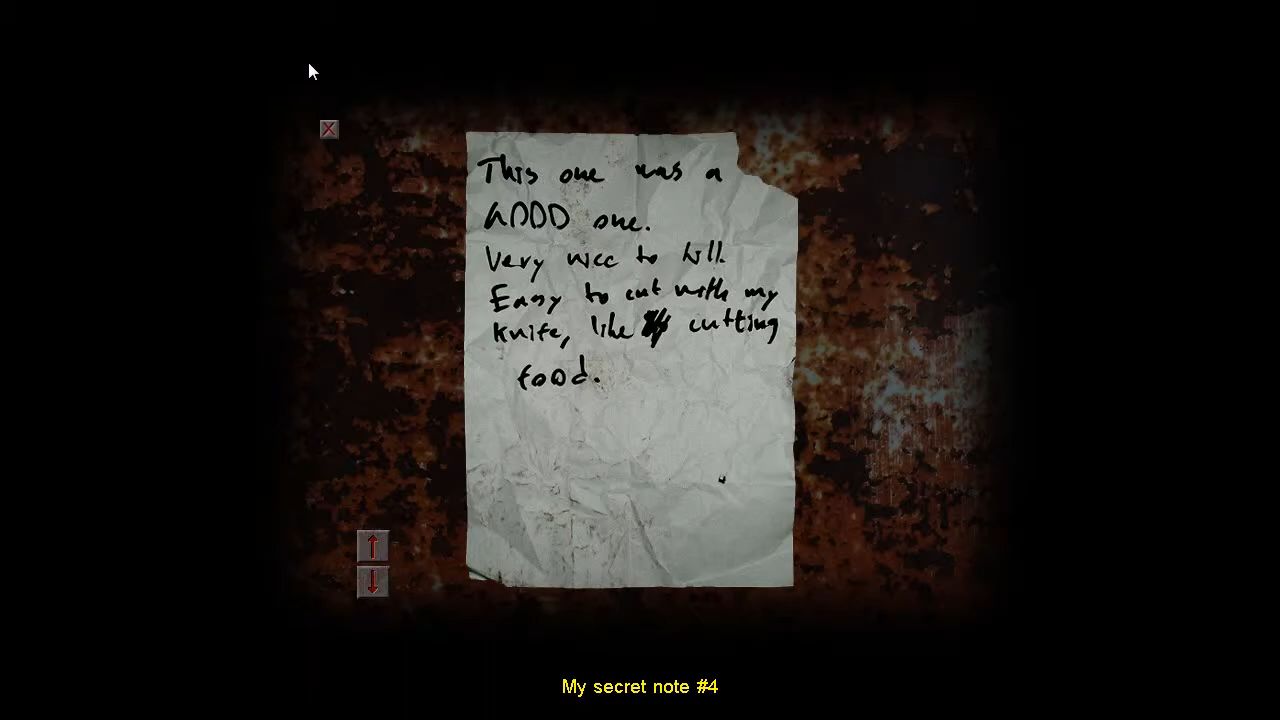 This one was a
GOOD one.
Very nice to kill.
Easy to cut with my
knife, like cutting
food.
My secret note #4